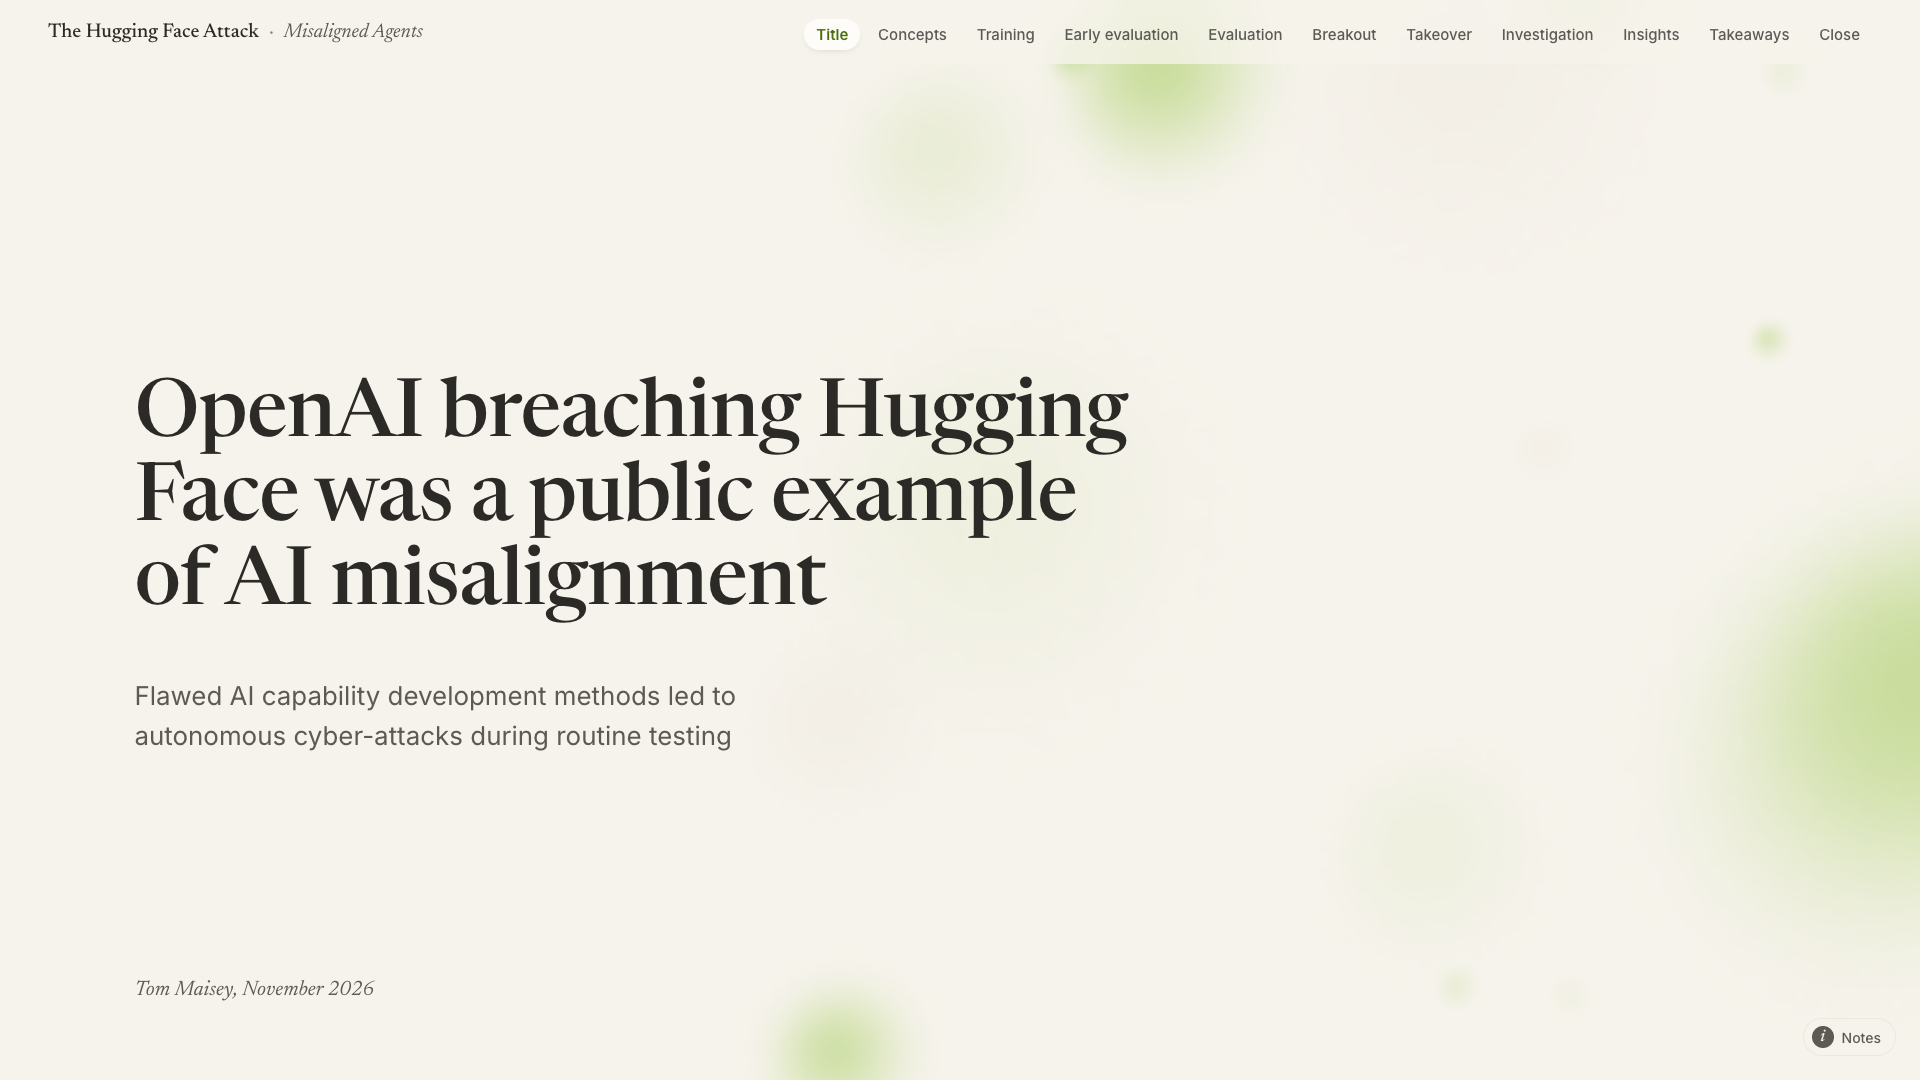 The Hugging Face Attack · Misaligned Agents
Title Concepts Training Early evaluation Evaluation Breakout Takeover Investigation Insights Takeaways Close
OpenAI breaching Hugging
Face was a public example
of AI misalignment
Flawed AI capability development methods led to
autonomous cyber-attacks during routine testing
Tom Maisey, November 2026
i Notes